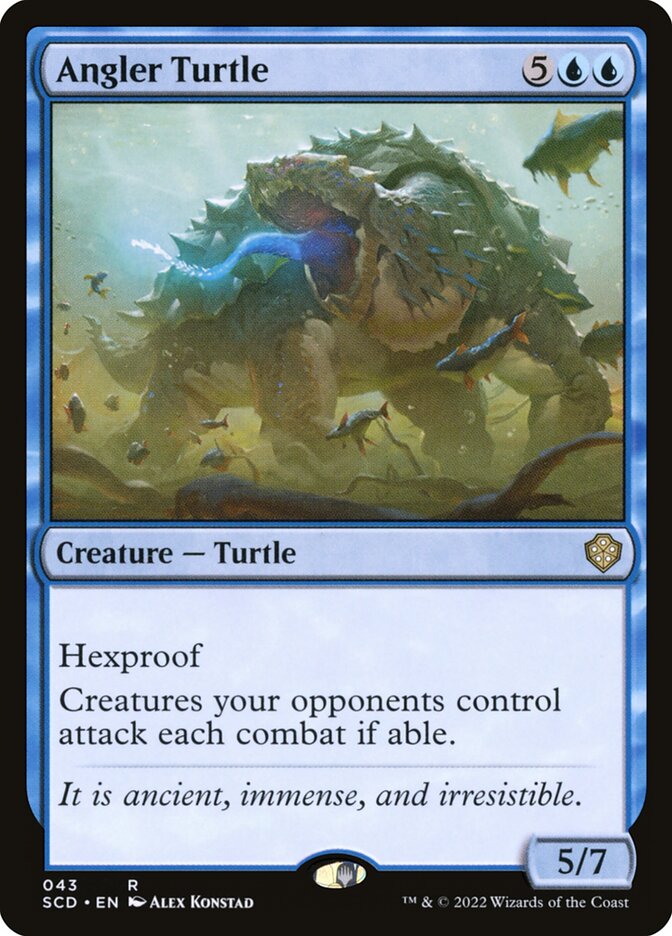 Angler Turtle 5
Creature — Turtle
Hexproof
Creatures your opponents control
attack each combat if able.
It is ancient, immense, and irresistible.
5/7
043 R
SCD • EN Alex Konstad
™ & © 2022 Wizards of the Coast